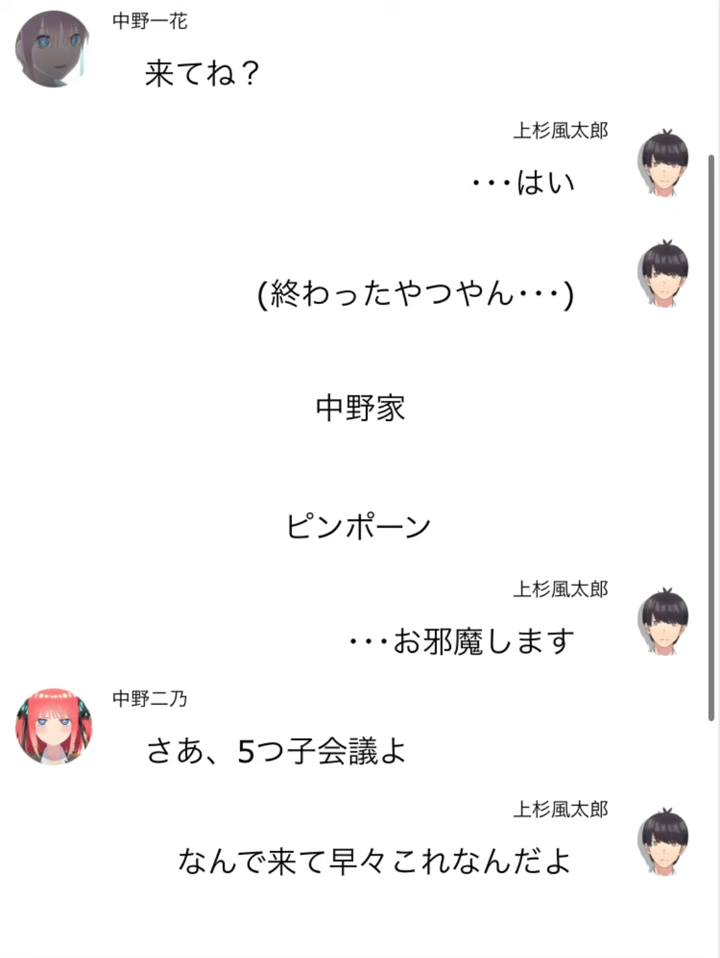 中野一花
来てね？
上杉風太郎
･･･はい
(終わったやつやん･･･)
中野家
ピンポーン
上杉風太郎
･･･お邪魔します
中野二乃
さあ、5つ子会議よ
上杉風太郎
なんで来て早々これなんだよ